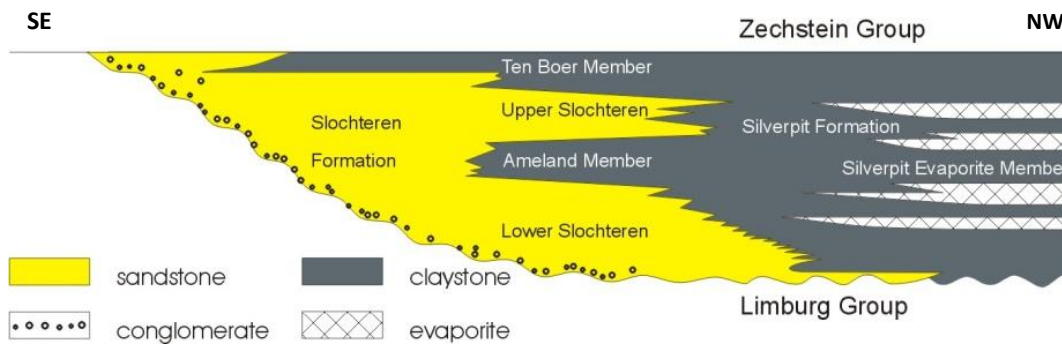 SE
NW
Zechstein Group
Ten Boer Member
Upper Slochteren
Slochteren
Silverpit Formation
Formation
Ameland Member
Silverpit Evaporite Member
Lower Slochteren
sandstone
claystone
Limburg Group
conglomerate
evaporite